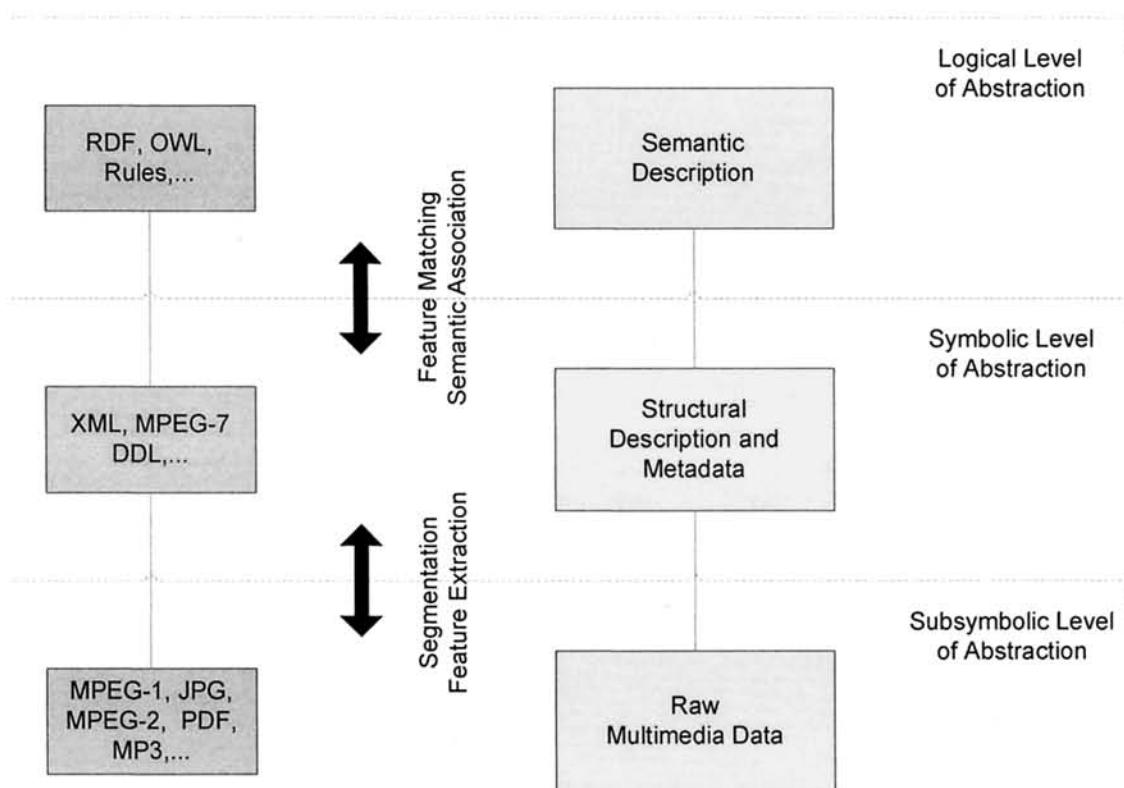 Logical Level
of Abstraction
RDF, OWL,
Rules,...
Semantic
Description
Feature Matching
Semantic Association
Symbolic Level
of Abstraction
XML, MPEG-7
DDL,...
Structural
Description and
Metadata
Segmentation
Feature Extraction
Subsymbolic Level
of Abstraction
MPEG-1, JPG,
MPEG-2, PDF,
MP3,...
Raw
Multimedia Data